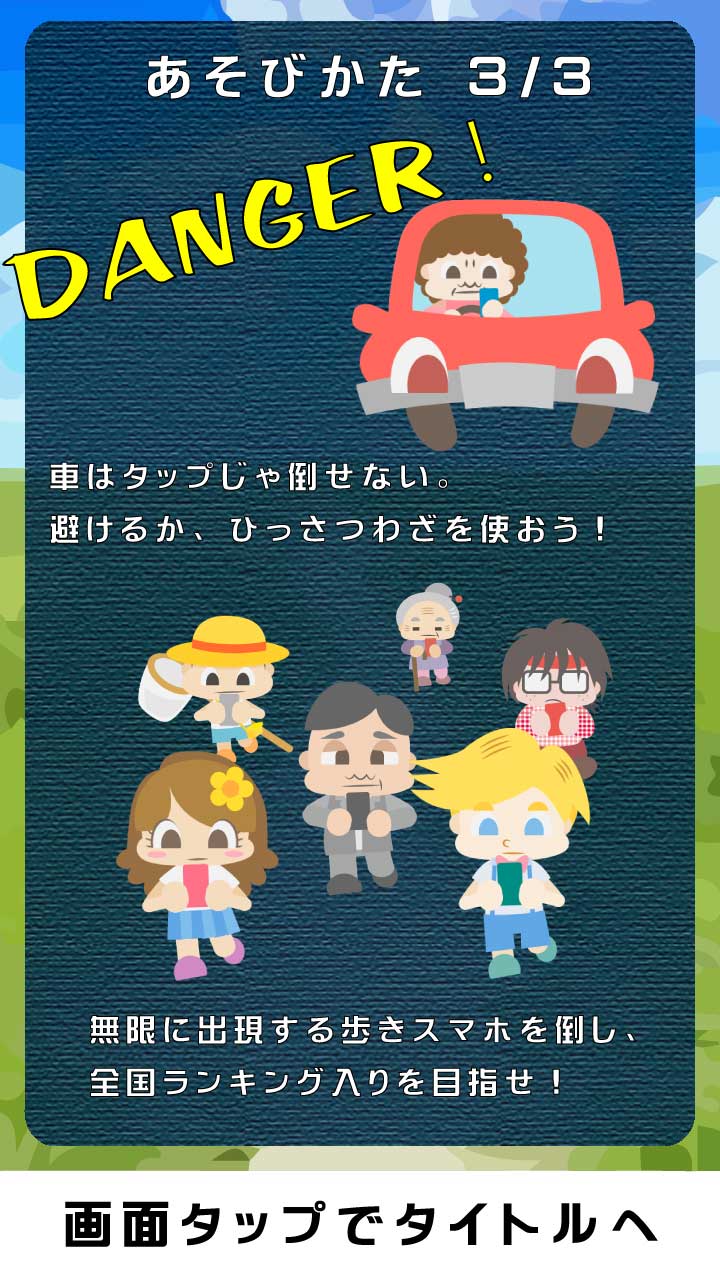 あそびかた 3/3
DANGER!
車はタップじゃ倒せない。
避けるか、ひっさつわざを使おう！
無限に出現する歩きスマホを倒し、
全国ランキング入りを目指せ！
画面タップでタイトルへ